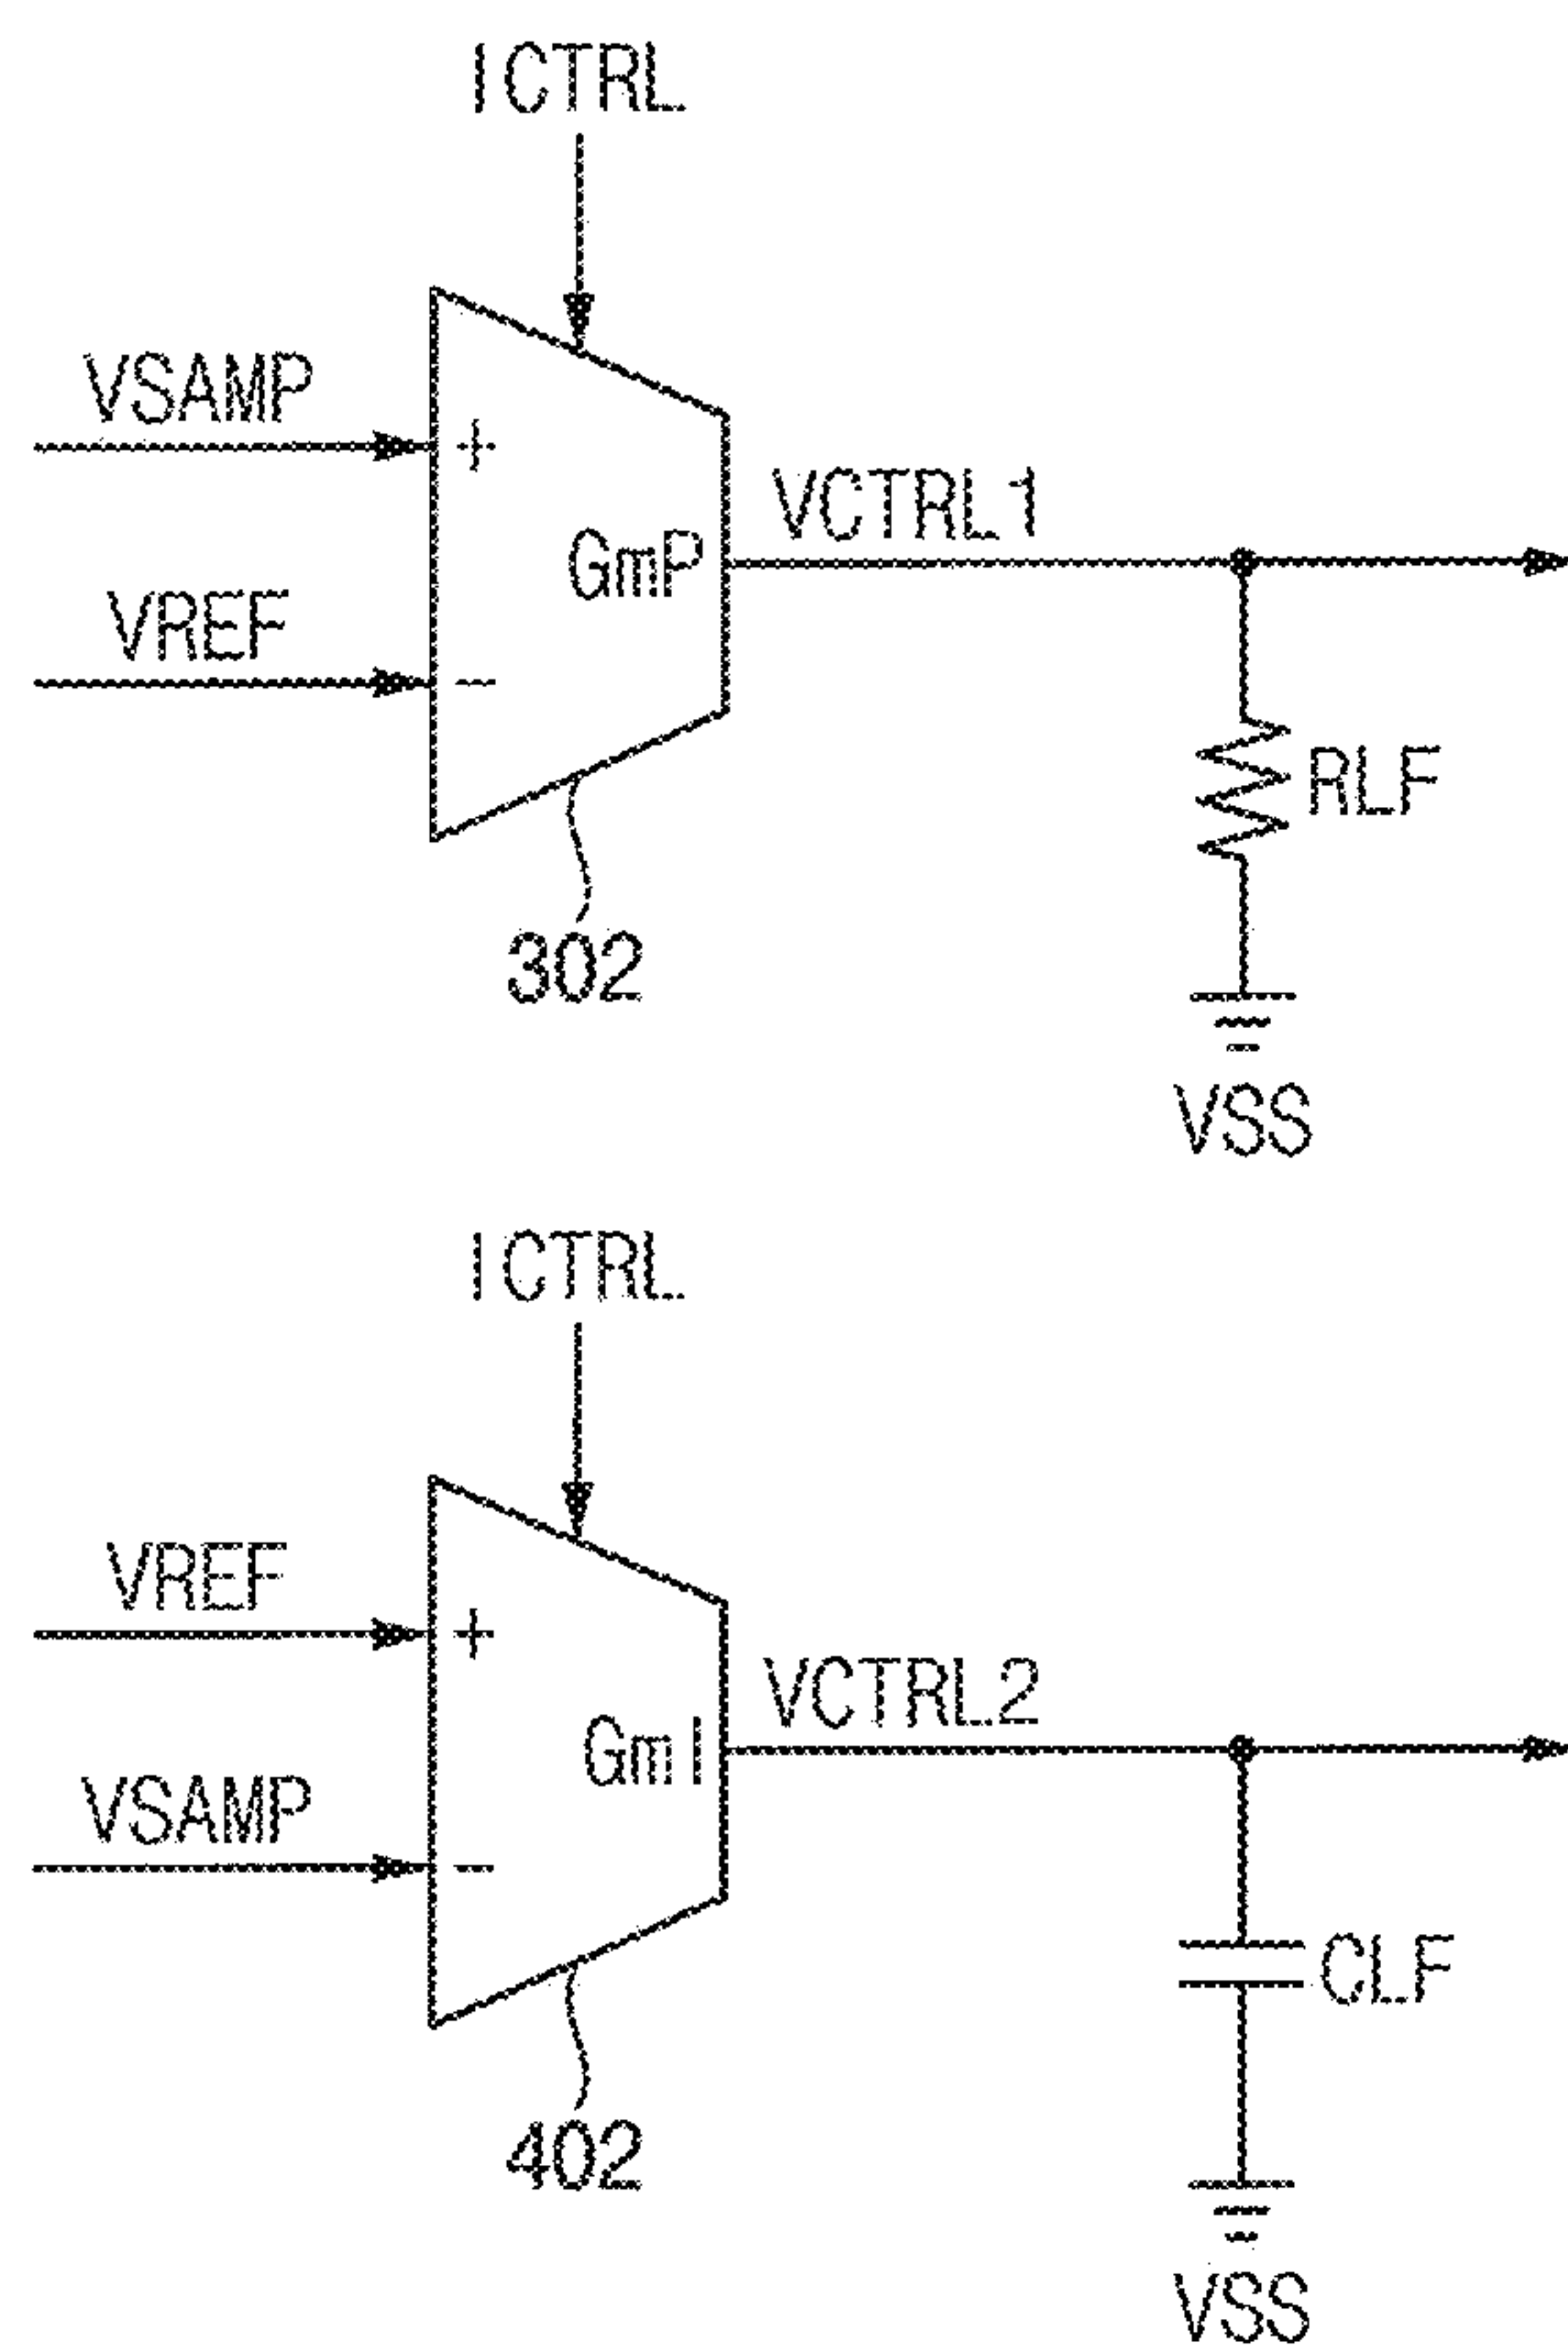 ICTRL
VSAMP
+
VCTRL1
GmP
VREF
-
RLF
302
VSS
ICTRL
VREF
+
VCTRL2
GmI
VSAMP
-
CLF
402
VSS